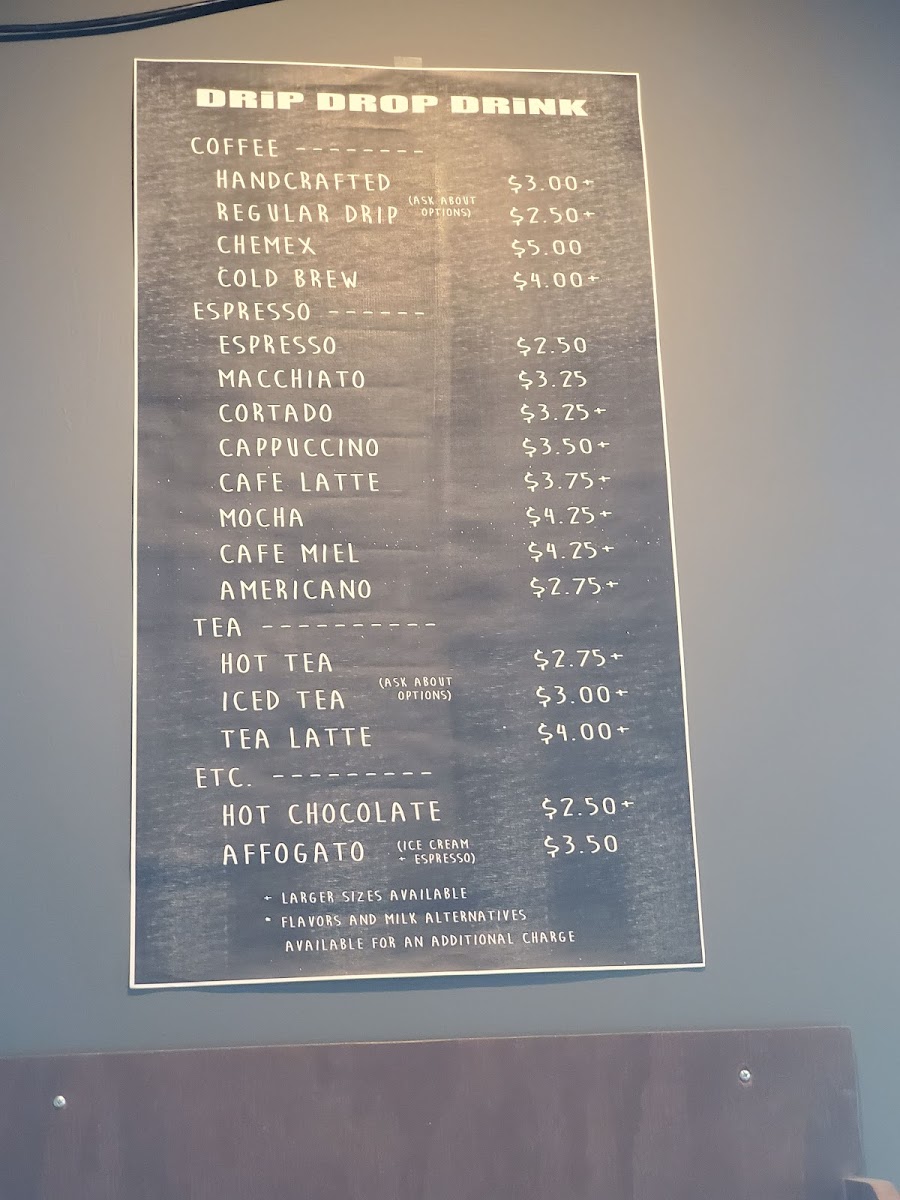 DRiP DROP DRiNK
COFFEE --------
HANDCRAFTED $3.00+
REGULAR DRIP (ASK ABOUT OPTIONS) $2.50+
CHEMEX $5.00
COLD BREW $4.00+
ESPRESSO ------
ESPRESSO $2.50
MACCHIATO $3.25
CORTADO $3.25+
CAPPUCCINO $3.50+
CAFE LATTE $3.75+
MOCHA $4.25+
CAFE MIEL $4.25+
AMERICANO $2.75+
TEA ----------
HOT TEA $2.75+
ICED TEA (ASK ABOUT OPTIONS) $3.00+
TEA LATTE $4.00+
ETC. ---------
HOT CHOCOLATE $2.50+
AFFOGATO (ICE CREAM + ESPRESSO) $3.50
+ LARGER SIZES AVAILABLE
* FLAVORS AND MILK ALTERNATIVES
AVAILABLE FOR AN ADDITIONAL CHARGE